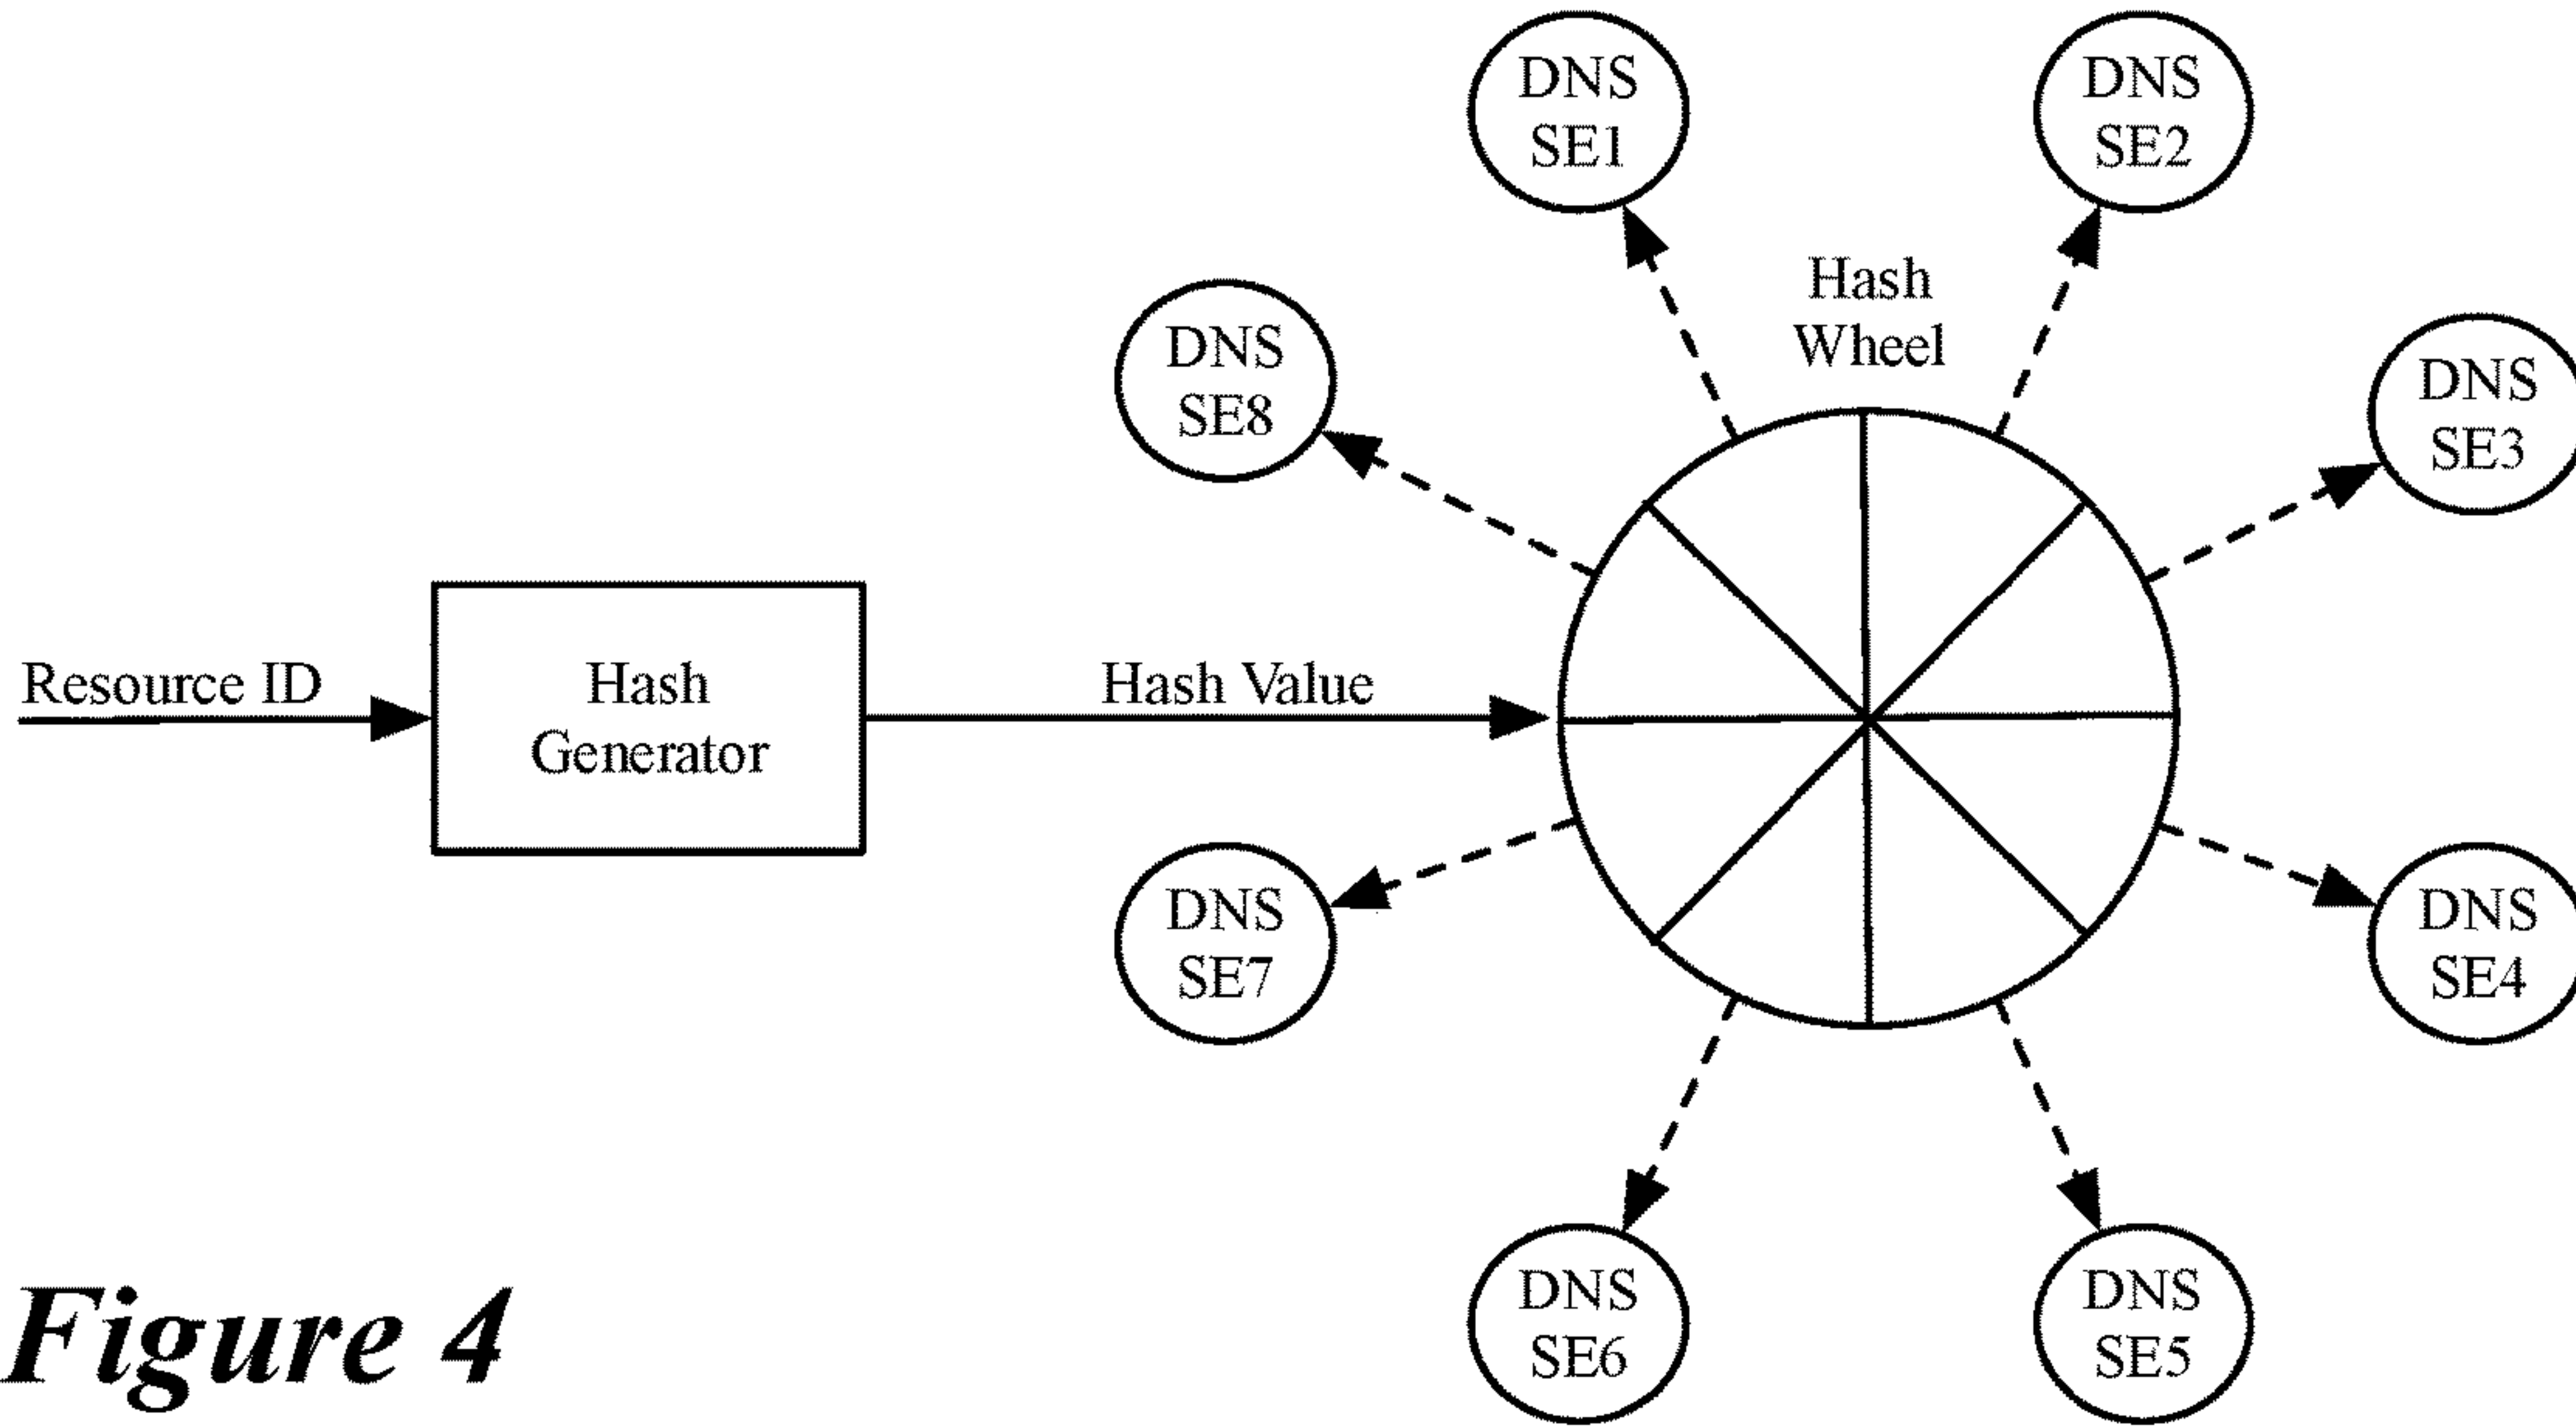 DNS
SE1
DNS
SE2
Hash
Wheel
DNS
SE8
DNS
SE3
Resource ID
Hash
Generator
Hash Value
DNS
SE7
DNS
SE4
DNS
SE6
DNS
SE5
Figure 4